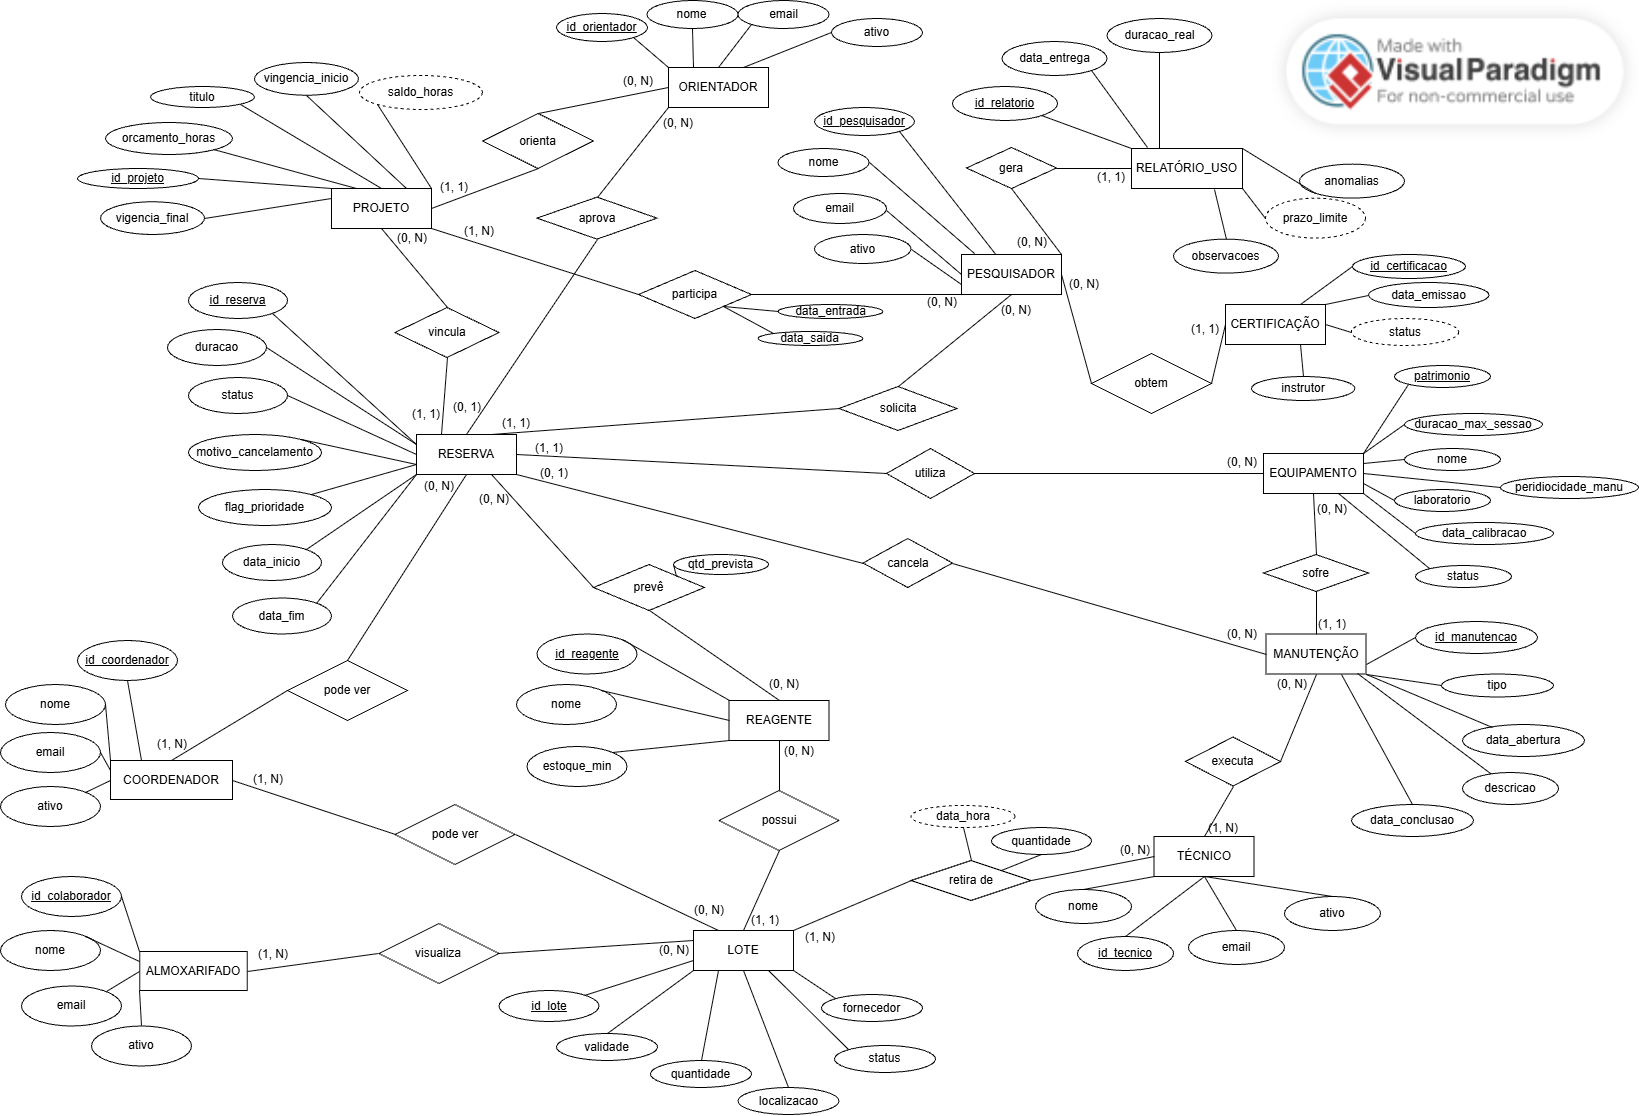 id_orientador
nome
email
ativo
ORIENTADOR
(0, N)
(0, N)
duracao_real
data_entrega
id_relatorio
RELATÓRIO_USO
anomalias
prazo_limite
observacoes
Made with
VisualParadigm
For non-commercial use
vingencia_inicio
saldo_horas
titulo
orcamento_horas
id_projeto
vigencia_final
PROJETO
(1, 1)
(1, N)
(0, N)
orienta
aprova
id_pesquisador
nome
email
ativo
PESQUISADOR
gera
(1, 1)
(0, N)
(0, N)
(0, N)
(0, N)
participa
data_entrada
data_saida
id_certificacao
data_emissao
status
instrutor
CERTIFICAÇÃO
(1, 1)
obtem
id_reserva
duracao
status
motivo_cancelamento
flag_prioridade
data_inicio
data_fim
vincula
(1, 1)
(0, 1)
(1, 1)
(1, 1)
(0, 1)
RESERVA
(0, N)
(0, N)
solicita
utiliza
(0, N)
EQUIPAMENTO
(0, N)
patrimonio
duracao_max_sessao
nome
peridiocidade_manu
laboratorio
data_calibracao
status
cancela
sofre
(1, 1)
(0, N)
MANUTENÇÃO
(0, N)
id_manutencao
tipo
data_abertura
descricao
data_conclusao
qtd_prevista
prevê
id_reagente
nome
estoque_min
(0, N)
REAGENTE
(0, N)
id_coordenador
nome
email
ativo
COORDENADOR
(1, N)
(1, N)
pode ver
pode ver
possui
executa
(1, N)
TÉCNICO
(0, N)
nome
id_tecnico
email
ativo
data_hora
quantidade
retira de
id_colaborador
nome
email
ativo
ALMOXARIFADO
(1, N)
visualiza
(0, N)
(1, 1)
(1, N)
(0, N)
LOTE
id_lote
validade
quantidade
localizacao
status
fornecedor